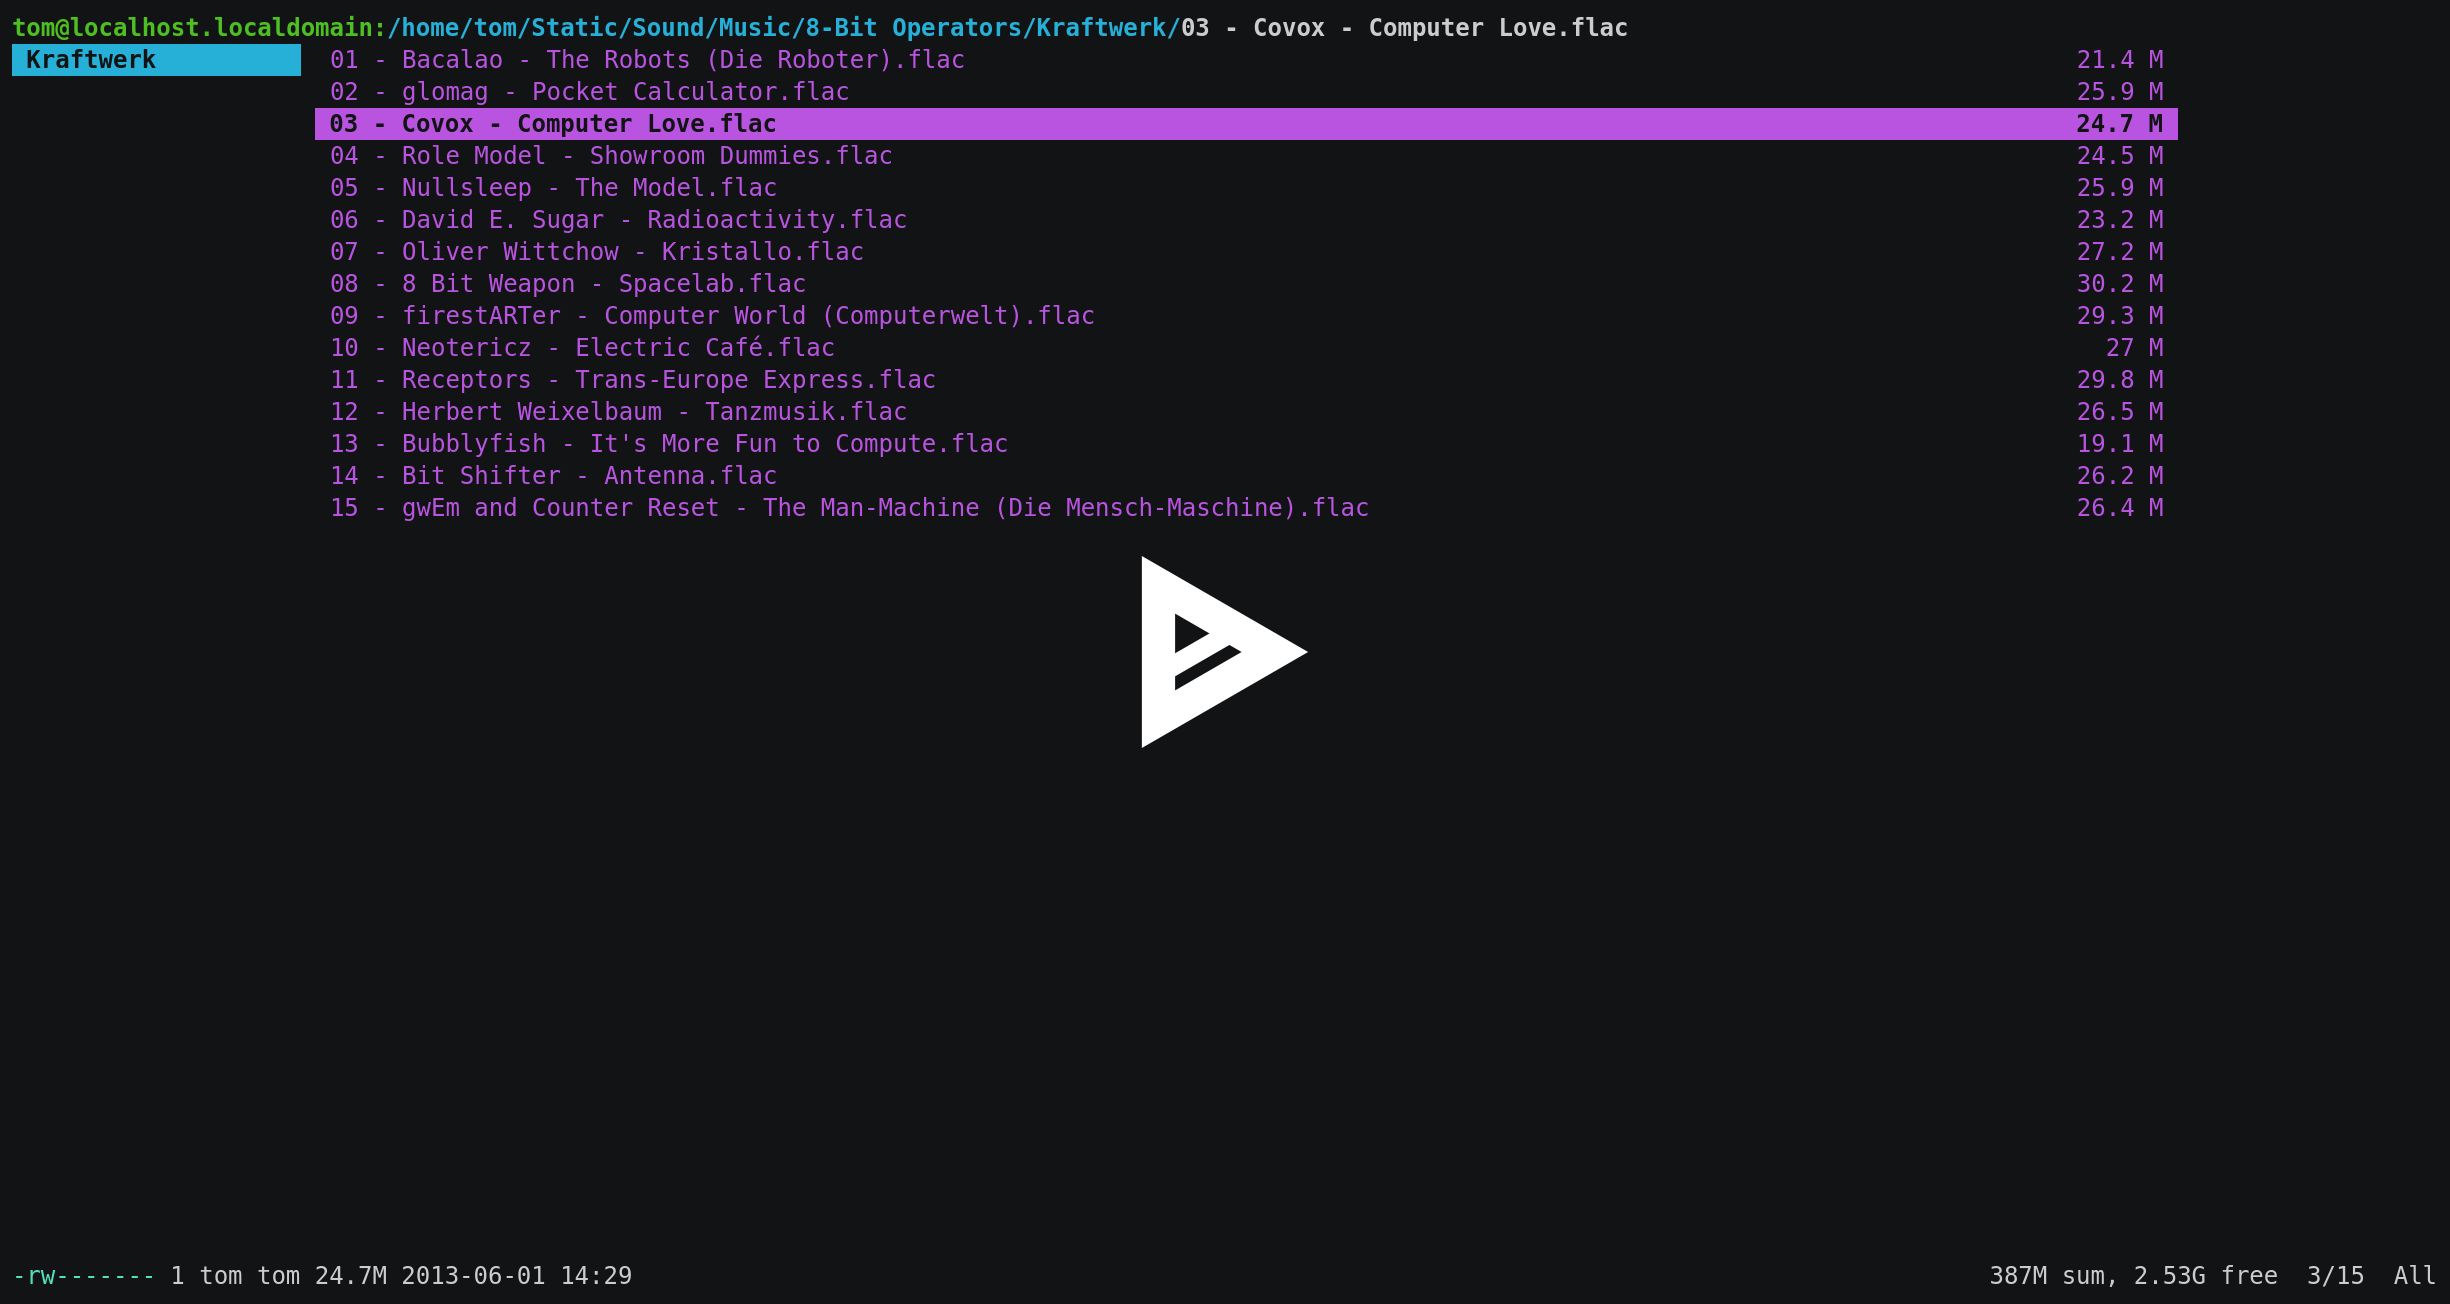 tom@localhost.localdomain:/home/tom/Static/Sound/Music/8-Bit Operators/Kraftwerk/03 - Covox - Computer Love.flac
Kraftwerk 01 - Bacalao - The Robots (Die Roboter).flac 21.4 M
02 - glomag - Pocket Calculator.flac 25.9 M
03 - Covox - Computer Love.flac 24.7 M
04 - Role Model - Showroom Dummies.flac 24.5 M
05 - Nullsleep - The Model.flac 25.9 M
06 - David E. Sugar - Radioactivity.flac 23.2 M
07 - Oliver Wittchow - Kristallo.flac 27.2 M
08 - 8 Bit Weapon - Spacelab.flac 30.2 M
09 - firestARTer - Computer World (Computerwelt).flac 29.3 M
10 - Neotericz - Electric Café.flac 27 M
11 - Receptors - Trans-Europe Express.flac 29.8 M
12 - Herbert Weixelbaum - Tanzmusik.flac 26.5 M
13 - Bubblyfish - It's More Fun to Compute.flac 19.1 M
14 - Bit Shifter - Antenna.flac 26.2 M
15 - gwEm and Counter Reset - The Man-Machine (Die Mensch-Maschine).flac 26.4 M
-rw------- 1 tom tom 24.7M 2013-06-01 14:29 387M sum, 2.53G free 3/15 All